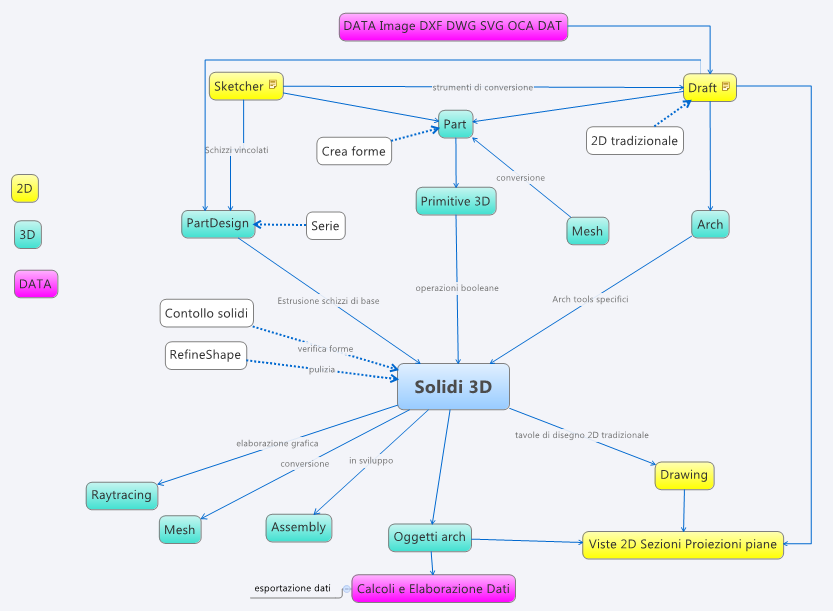 DATA Image DXF DWG SVG OCA DAT
Sketcher
strumenti di conversione
Draft
Part
Crea forme
2D tradizionale
Schizzi vincolati
conversione
2D
Primitive 3D
PartDesign
Serie
Mesh
Arch
3D
DATA
operazioni booleane
Estrusione schizzi di base
Arch tools specifici
Contollo solidi
verifica forme
RefineShape
pulizia
Solidi 3D
elaborazione grafica
tavole di disegno 2D tradizionale
conversione
in sviluppo
Drawing
Raytracing
Mesh
Assembly
Oggetti arch
Viste 2D Sezioni Proiezioni piane
esportazione dati
Calcoli e Elaborazione Dati